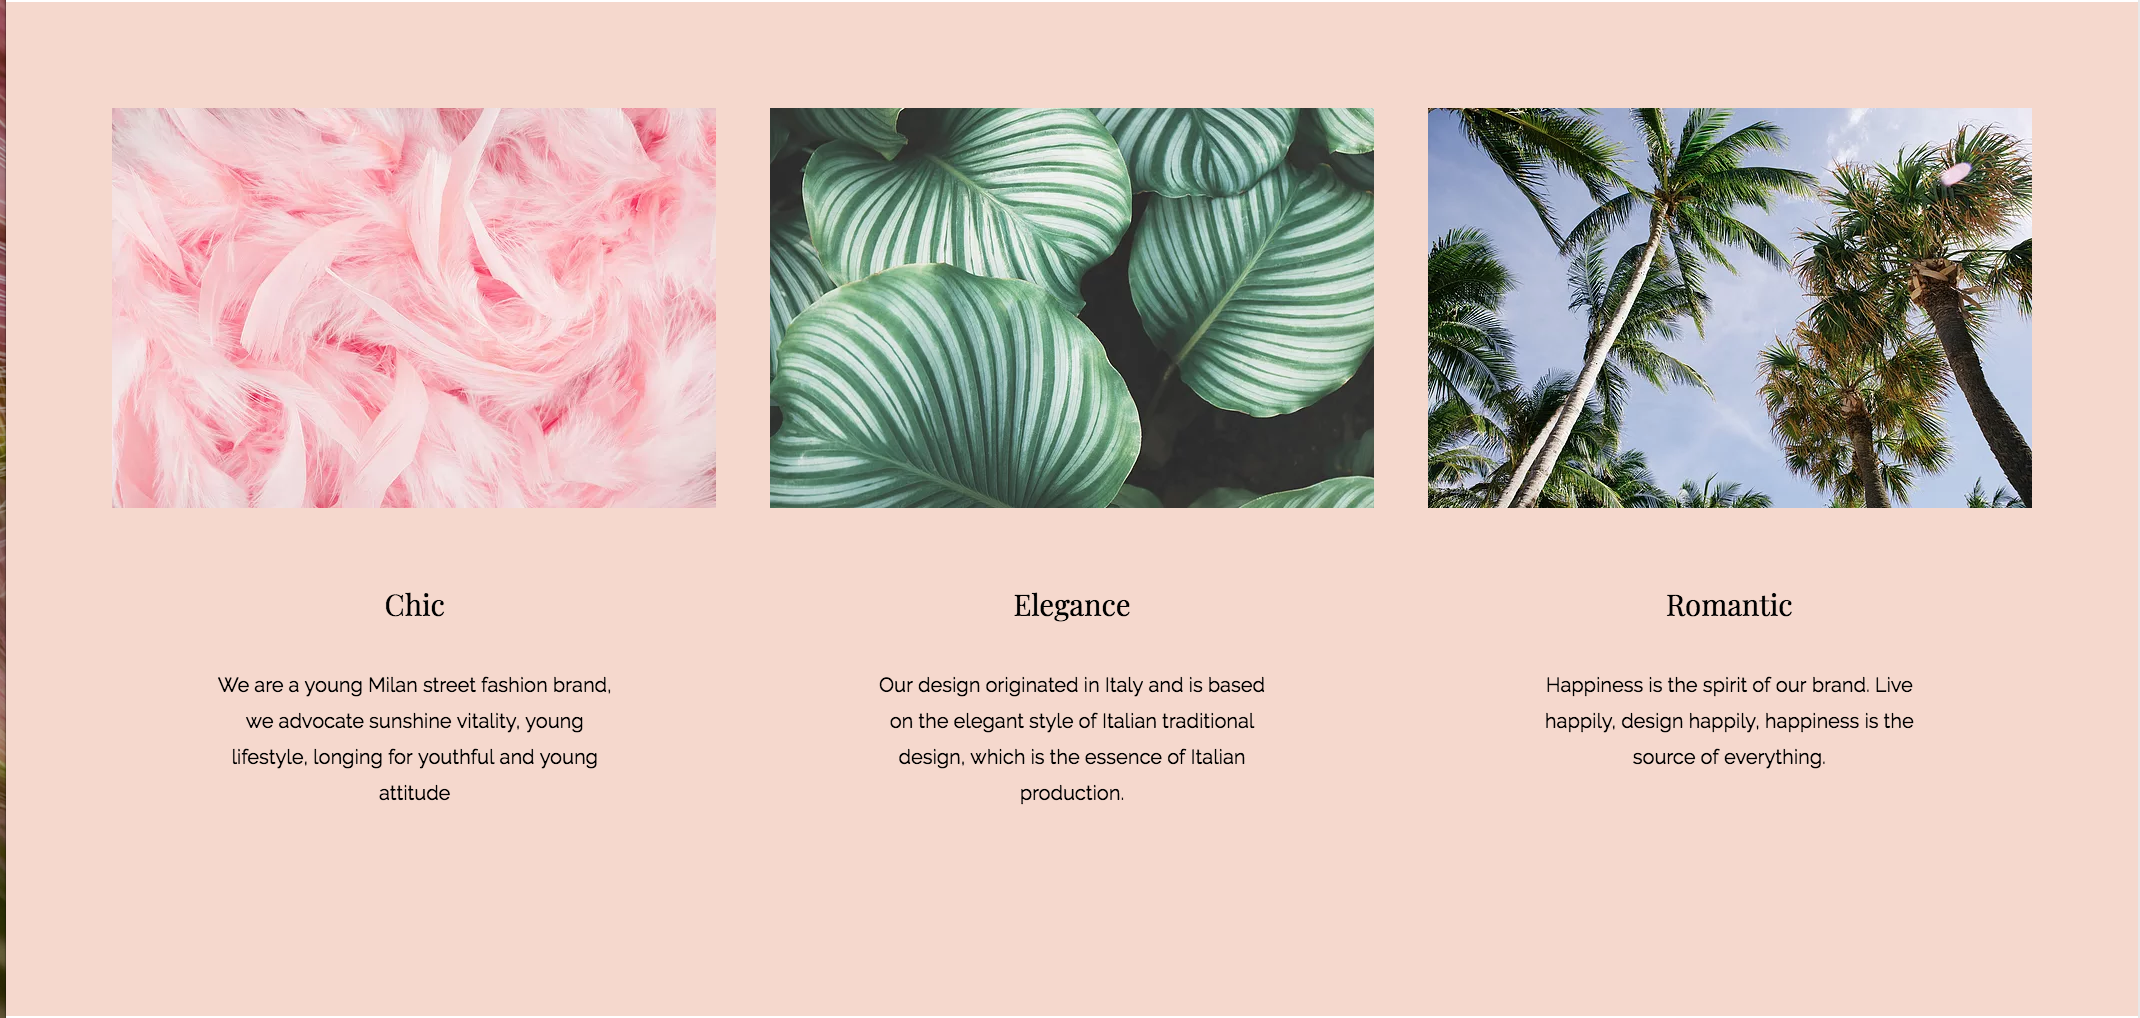 Chic
We are a young Milan street fashion brand,
we advocate sunshine vitality, young
lifestyle, longing for youthful and young
attitude
Elegance
Our design originated in Italy and is based
on the elegant style of Italian traditional
design, which is the essence of Italian
production.
Romantic
Happiness is the spirit of our brand. Live
happily, design happily, happiness is the
source of everything.